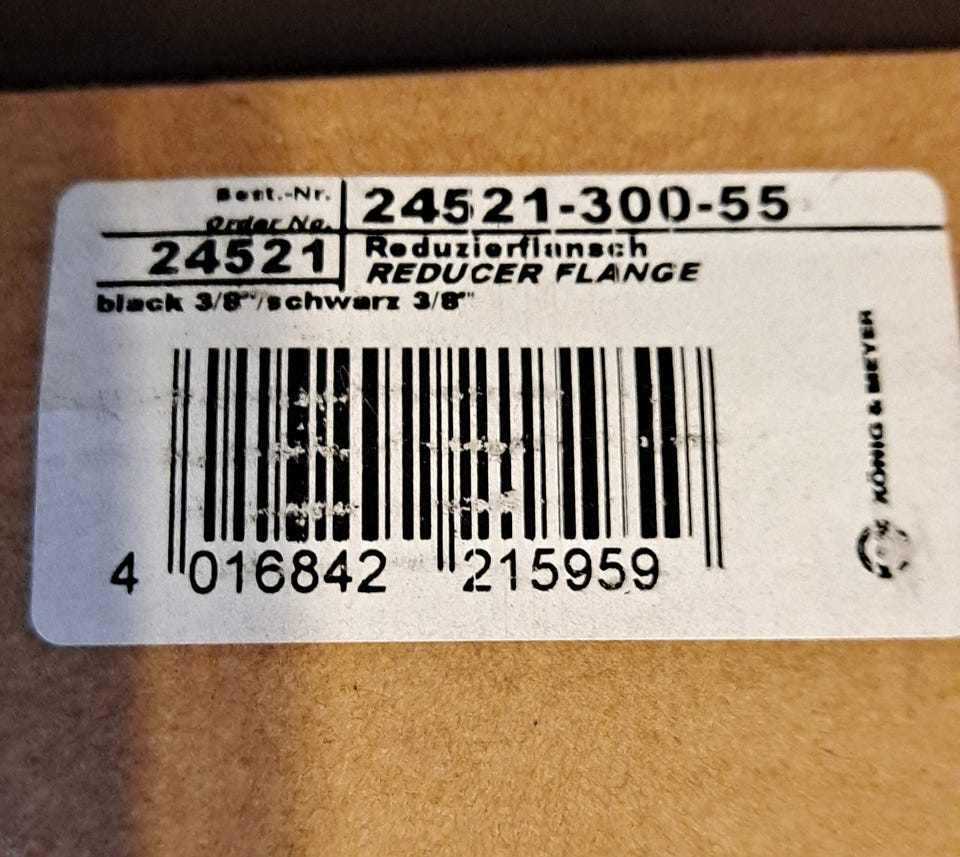 Best.-Nr.
Order No.
24521-300-55
24521
Reduzierflansch
REDUCER FLANGE
black 3/8"/schwarz 3/8"
KÖNIG & MEYER
4 016842 215959